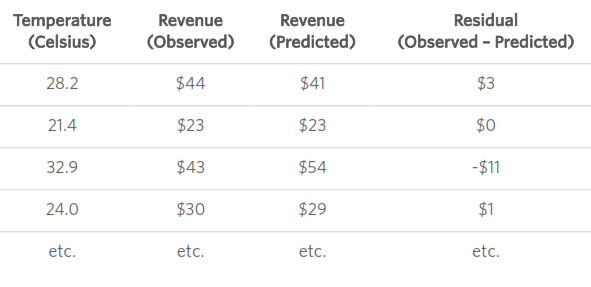 Temperature Revenue Revenue Residual
(Celsius) (Observed) (Predicted) (Observed – Predicted)
28.2 $44 $41 $3
21.4 $23 $23 $0
32.9 $43 $54 -$11
24.0 $30 $29 $1
etc. etc. etc. etc.